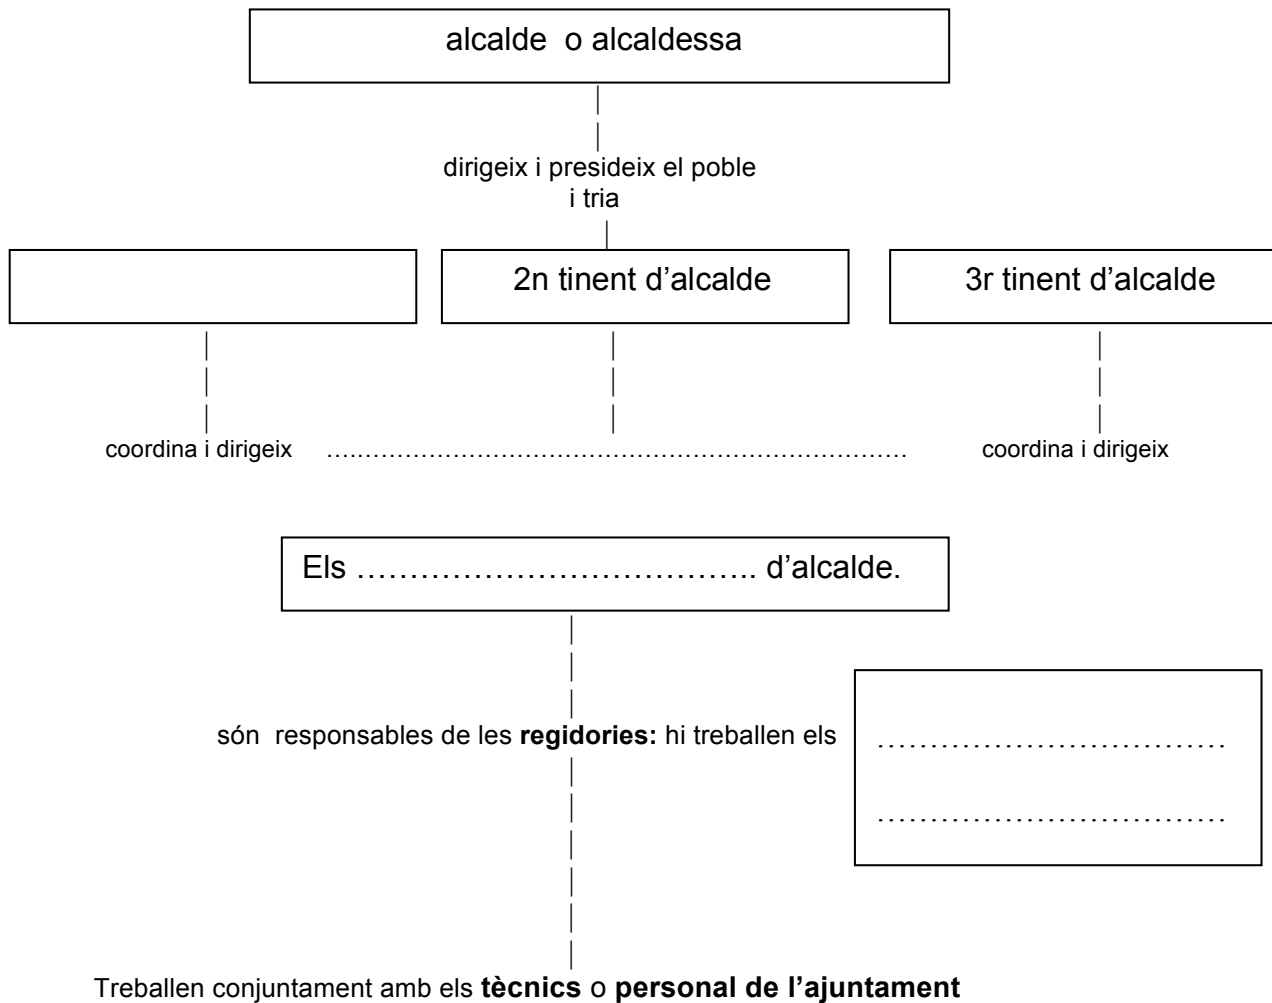 alcalde o alcaldessa
dirigeix i presideix el poble
i tria
2n tinent d’alcalde
3r tinent d’alcalde
coordina i dirigeix ……………………………………………………………… coordina i dirigeix
Els ……………………………….. d’alcalde.
són responsables de les regidories: hi treballen els
……………………………
……………………………
Treballen conjuntament amb els tècnics o personal de l’ajuntament